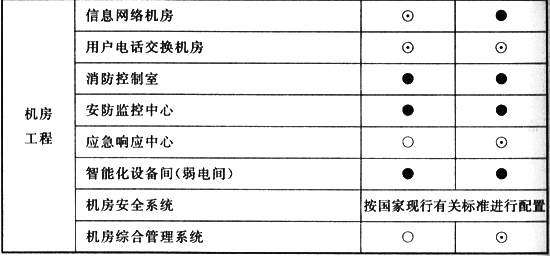 信息网络机房 ⊙ ●
用户电话交换机房 ⊙ ⊙
消防控制室 ● ●
机房
工程
安防监控中心 ● ●
应急响应中心 ○ ⊙
智能化设备间(弱电间) ● ●
机房安全系统 按国家现行有关标准进行配置
机房综合管理系统 ○ ⊙